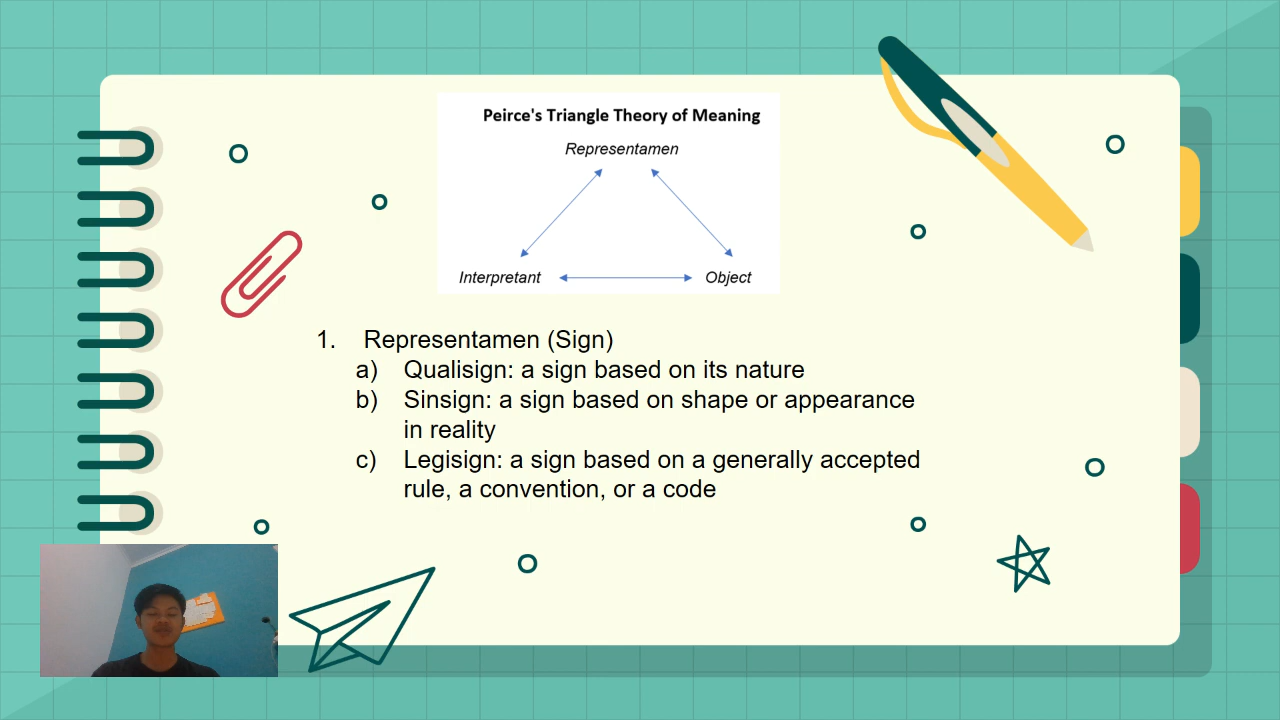 Peirce's Triangle Theory of Meaning
Representamen
Interpretant
Object
1. Representamen (Sign)
a) Qualisign: a sign based on its nature
b) Sinsign: a sign based on shape or appearance
in reality
c) Legisign: a sign based on a generally accepted
rule, a convention, or a code